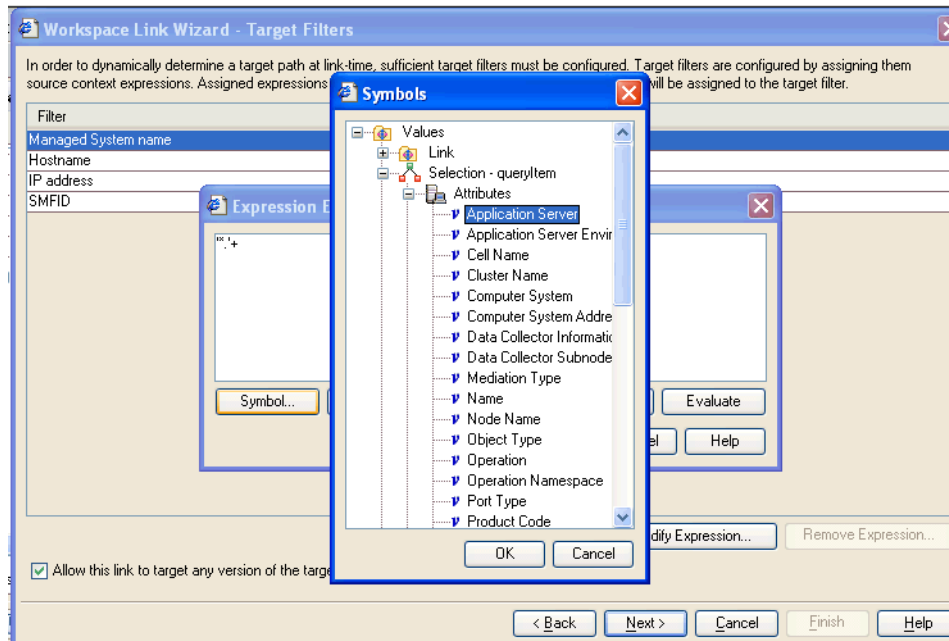 Workspace Link Wizard - Target Filters
In order to dynamically determine a target path at link-time, sufficient target filters must be configured. Target filters are configured by assigning them
source context expressions. Assigned expressions will be assigned to the target filter.
Symbols
Filter
Managed System name
Hostname
IP address
SMFID
Expression E
"*:"+
Values
Link
Selection - queryItem
Attributes
Application Server
Application Server Envir
Cell Name
Cluster Name
Computer System
Computer System Addre
Data Collector Informatic
Data Collector Subnode
Mediation Type
Name
Node Name
Object Type
Operation
Operation Namespace
Port Type
Product Code
Symbol...
Evaluate
el
Help
OK
Cancel
dify Expression...
Remove Expression...
Allow this link to target any version of the targe
< Back
Next >
Cancel
Finish
Help